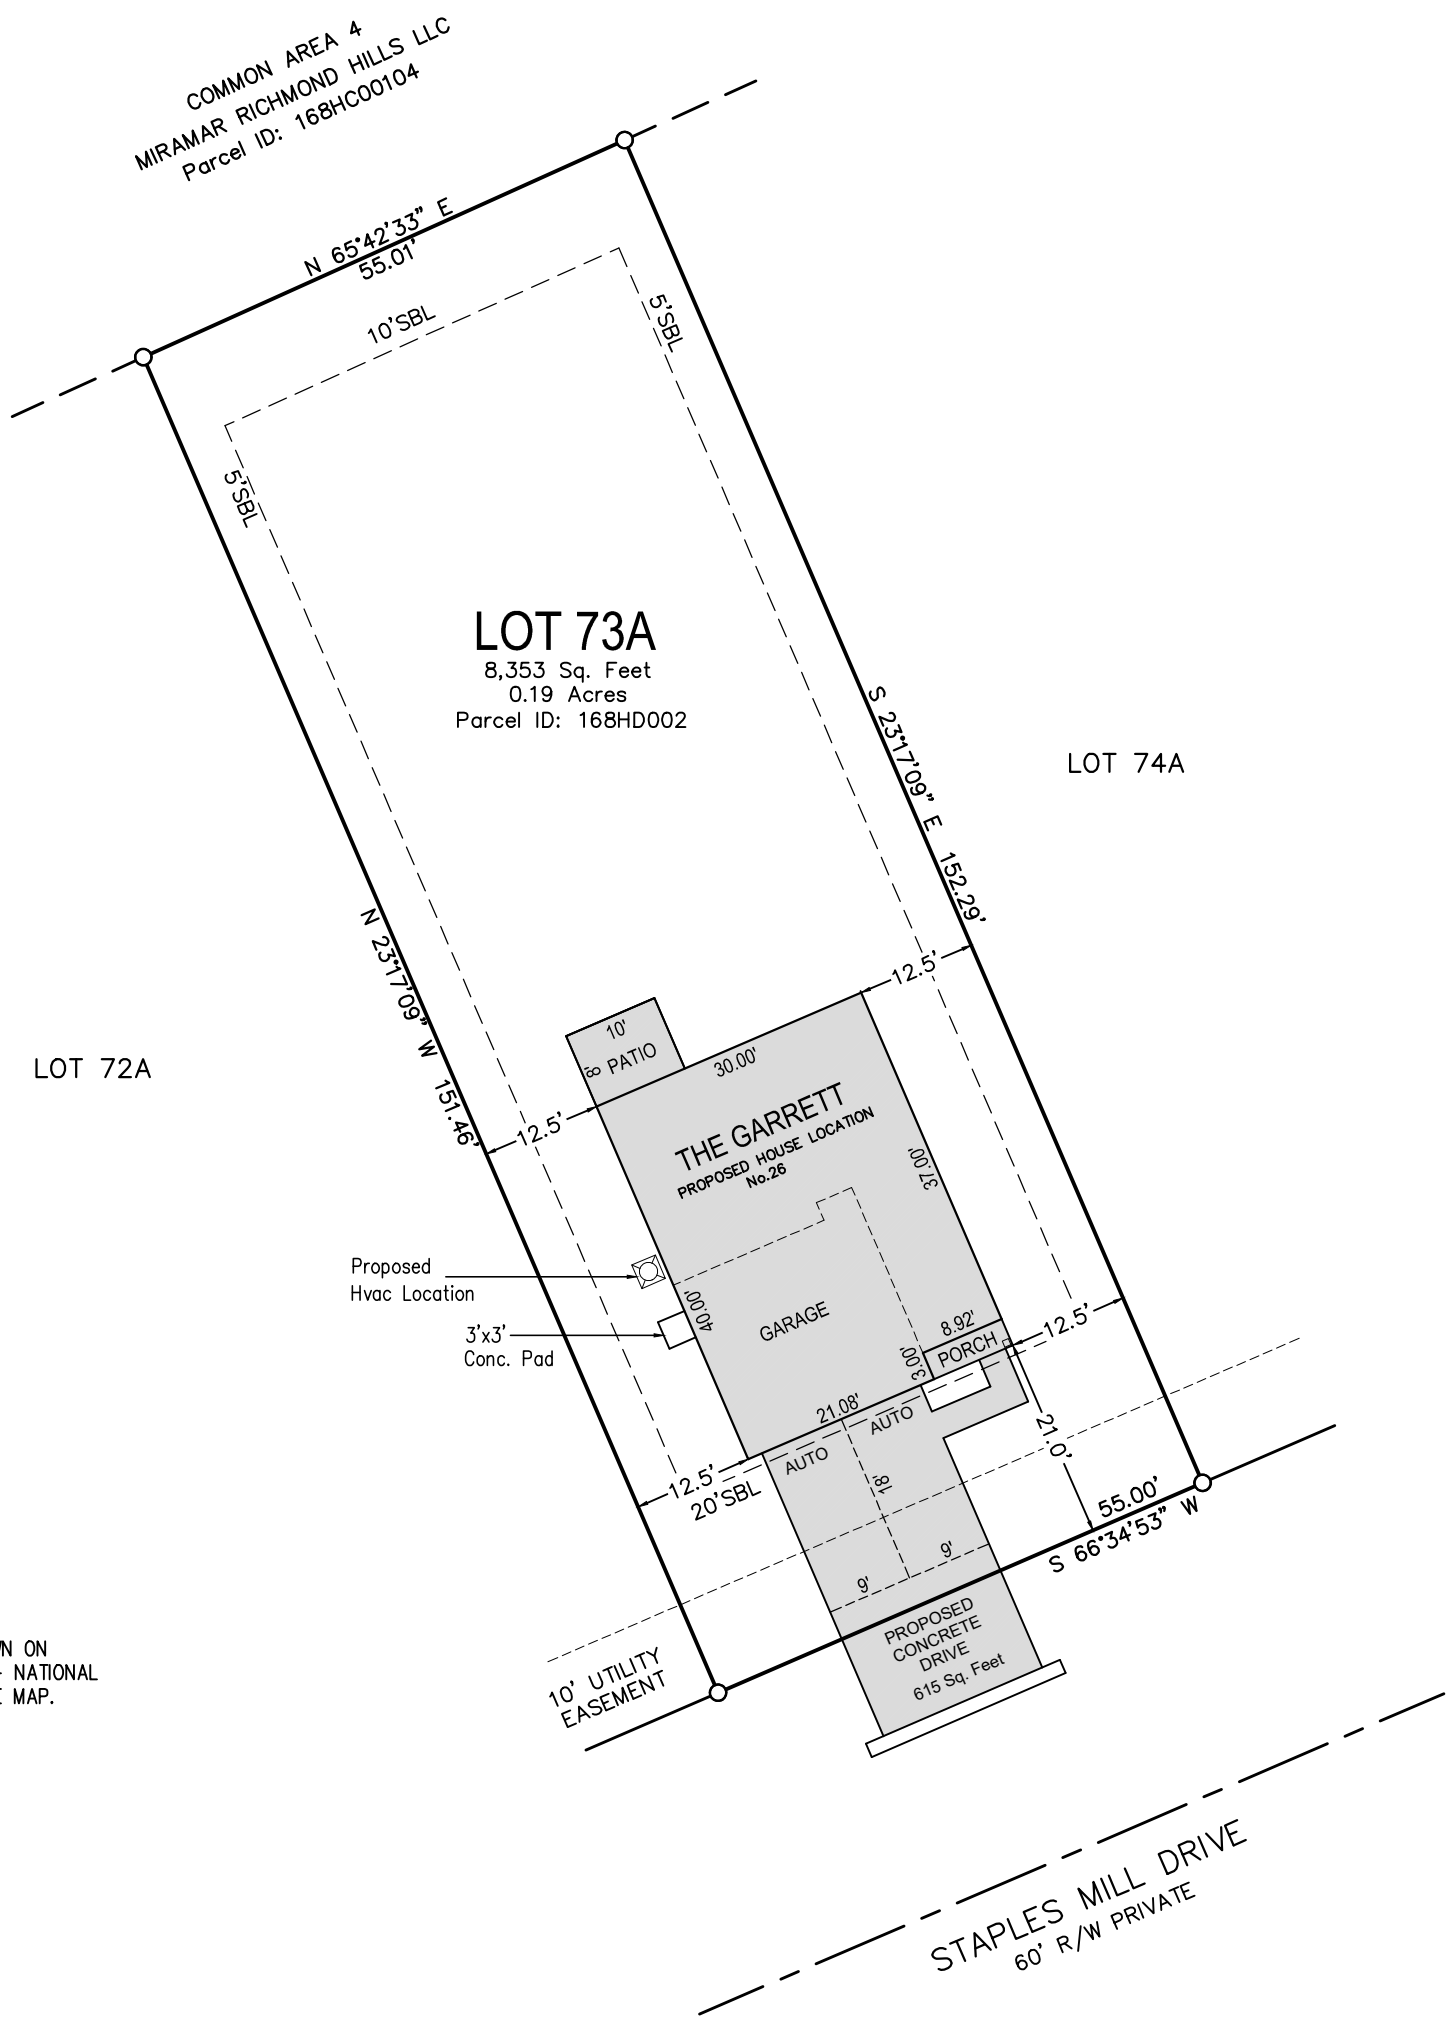 COMMON AREA 4
MIRAMAR RICHMOND HILLS LLC
Parcel ID: 168HC00104
N 65°42'33" E
55.01'
10'SBL
5'SBL
5'SBL
LOT 73A
8,353 Sq. Feet
0.19 Acres
Parcel ID: 168HD002
S 23°17'09" E 152.29'
LOT 74A
N 23°17'09" W 151.46'
LOT 72A
12.5'
12.5'
10'
8' PATIO
30.00'
THE GARRETT
PROPOSED HOUSE LOCATION
No.26
37.00'
Proposed
Hvac Location
3'x3'
Conc. Pad
40.00'
GARAGE
8.92'
PORCH
3.00'
12.5'
21.08'
AUTO
AUTO
12.5'
20'SBL
18'
21.0'
9'
9'
55.00'
S 66°34'53" W
10' UTILITY
EASEMENT
PROPOSED
CONCRETE
DRIVE
615 Sq. Feet
ON
NATIONAL
MAP.
STAPLES MILL DRIVE
60' R/W PRIVATE